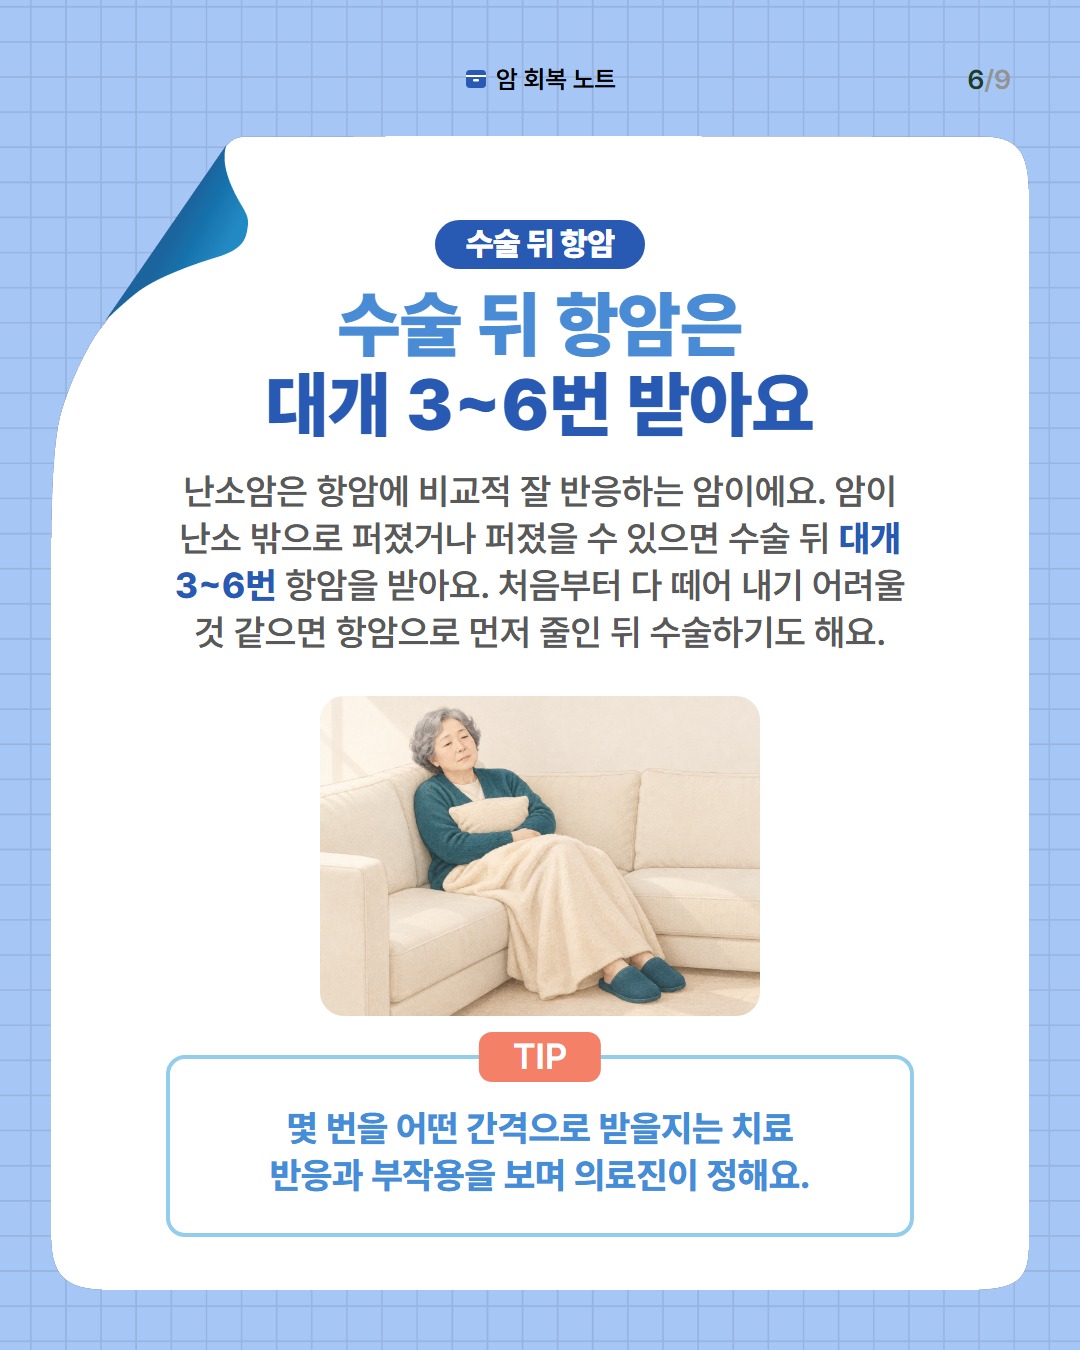 암 회복 노트
6/9
수술 뒤 항암
수술 뒤 항암은
대개 3~6번 받아요
난소암은 항암에 비교적 잘 반응하는 암이에요. 암이
난소 밖으로 퍼졌거나 퍼졌을 수 있으면 수술 뒤 대개
3~6번 항암을 받아요. 처음부터 다 떼어 내기 어려울
것 같으면 항암으로 먼저 줄인 뒤 수술하기도 해요.
TIP
몇 번을 어떤 간격으로 받을지는 치료
반응과 부작용을 보며 의료진이 정해요.